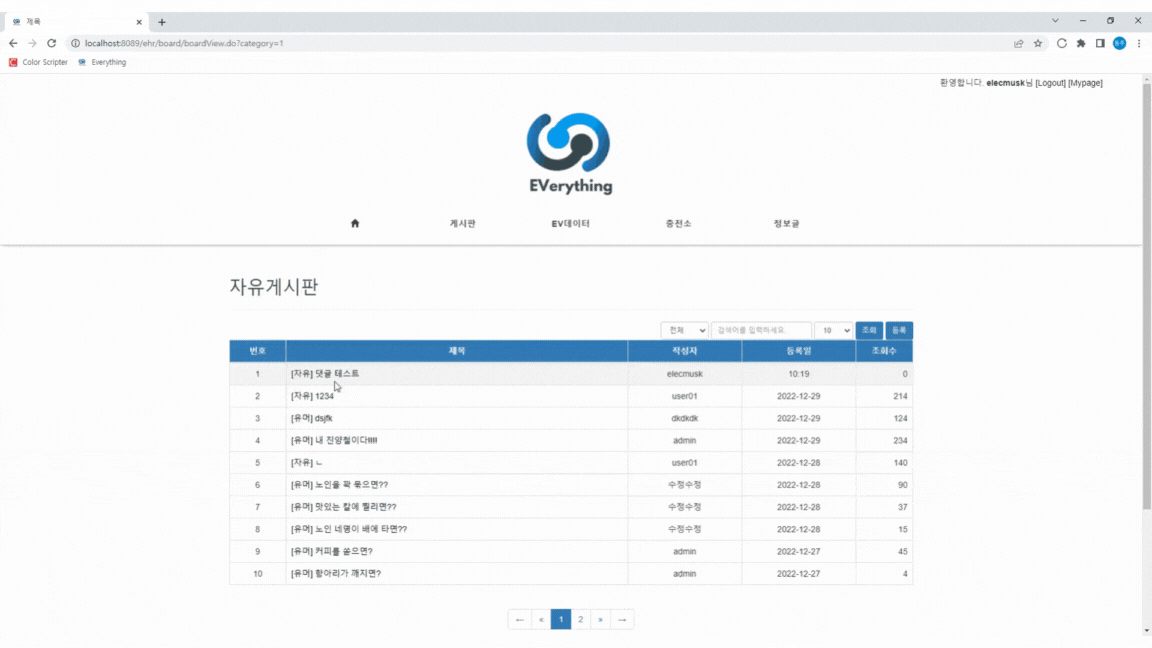 제목
localhost:8089/ehr/board/boardView.do?category=1
Color Scripter Everything
환영합니다. elecmusk님 [Logout] [Mypage]
EVerything
게시판 EV데이터 충전소 정보글
자유게시판
전체 검색어를 입력하세요. 10 조회 등록
번호 제목 작성자 등록일 조회수
1 [자유] 댓글 테스트 elecmusk 10:19 0
2 [자유] 1234 user01 2022-12-29 214
3 [유머] dsjfk dkdkdk 2022-12-29 124
4 [유머] 내 진양철이다!!!!! admin 2022-12-29 234
5 [자유] ㄴ user01 2022-12-28 140
6 [유머] 노인을 꽉 묶으면?? 수정수정 2022-12-28 90
7 [유머] 맛있는 칼에 찔리면?? 수정수정 2022-12-28 37
8 [유머] 노인 네명이 배에 타면?? 수정수정 2022-12-28 15
9 [유머] 커피를 쏟으면? admin 2022-12-27 45
10 [유머] 항아리가 깨지면? admin 2022-12-27 4
← « 1 2 » →